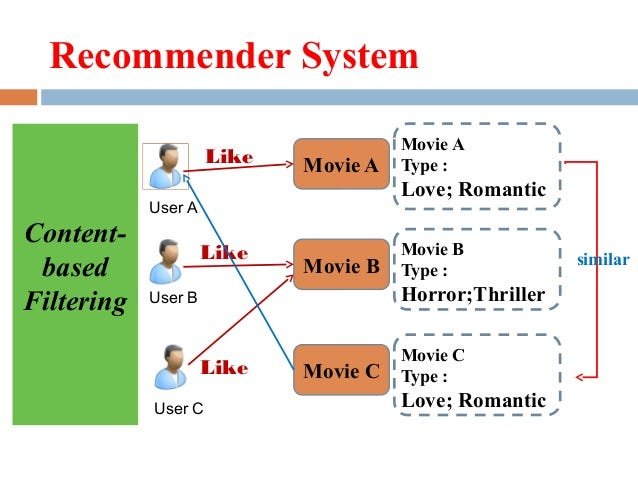 Recommender System
Content-
based
Filtering
Like
User A
Movie A
Movie A
Type :
Love; Romantic
Like
User B
Movie B
Movie B
Type :
Horror;Thriller
similar
Like
User C
Movie C
Movie C
Type :
Love; Romantic